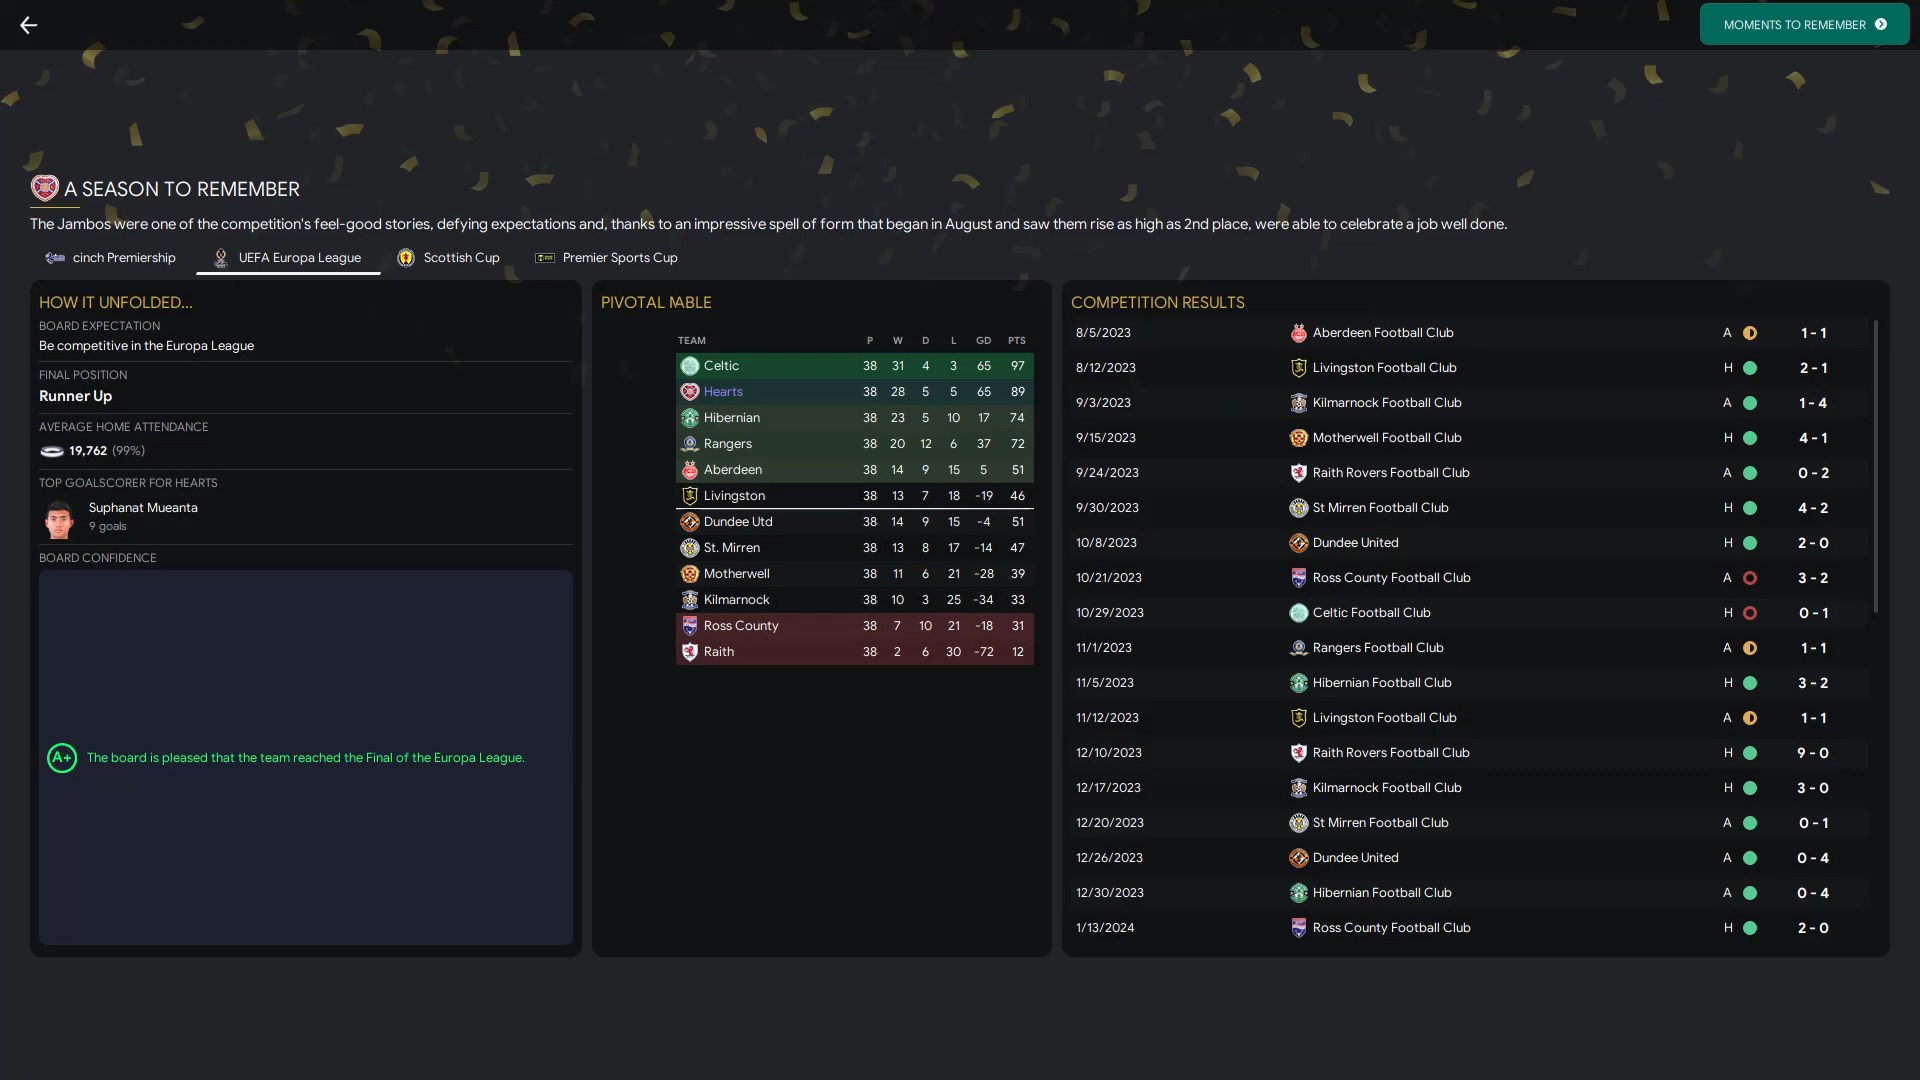 MOMENTS TO REMEMBER
A SEASON TO REMEMBER
The Jambos were one of the competition's feel-good stories, defying expectations and, thanks to an impressive spell of form that began in August and saw them rise as high as 2nd place, were able to celebrate a job well done.
cinch Premiership UEFA Europa League Scottish Cup Premier Sports Cup
HOW IT UNFOLDED...
BOARD EXPECTATION
Be competitive in the Europa League
FINAL POSITION
Runner Up
AVERAGE HOME ATTENDANCE
19,762 (99%)
TOP GOALSCORER FOR HEARTS
Suphanat Mueanta
9 goals
BOARD CONFIDENCE
A+ The board is pleased that the team reached the Final of the Europa League.
PIVOTAL
TEAM P W D L GD PTS
Celtic 38 31 4 3 65 97
Hearts 38 28 5 5 65 89
Hibernian 38 23 5 10 17 74
Rangers 38 20 12 6 37 72
Aberdeen 38 14 9 15 5 51
Livingston 38 13 7 18 -19 46
Dundee Utd 38 14 9 15 -4 51
St. Mirren 38 13 8 17 -14 47
Motherwell 38 11 6 21 -28 39
Kilmarnock 38 10 3 25 -34 33
Ross County 38 7 10 21 -18 31
Raith 38 2 6 30 -72 12
COMPETITION RESULTS
8/5/2023 Aberdeen Football Club A 1 - 1
8/12/2023 Livingston Football Club H 2 - 1
9/3/2023 Kilmarnock Football Club A 1 - 4
9/15/2023 Motherwell Football Club H 4 - 1
9/24/2023 Raith Rovers Football Club A 0 - 2
9/30/2023 St Mirren Football Club H 4 - 2
10/8/2023 Dundee United H 2 - 0
10/21/2023 Ross County Football Club A 3 - 2
10/29/2023 Celtic Football Club H 0 - 1
11/1/2023 Rangers Football Club A 1 - 1
11/5/2023 Hibernian Football Club H 3 - 2
11/12/2023 Livingston Football Club A 1 - 1
12/10/2023 Raith Rovers Football Club H 9 - 0
12/17/2023 Kilmarnock Football Club H 3 - 0
12/20/2023 St Mirren Football Club A 0 - 1
12/26/2023 Dundee United A 0 - 4
12/30/2023 Hibernian Football Club A 0 - 4
1/13/2024 Ross County Football Club H 2 - 0